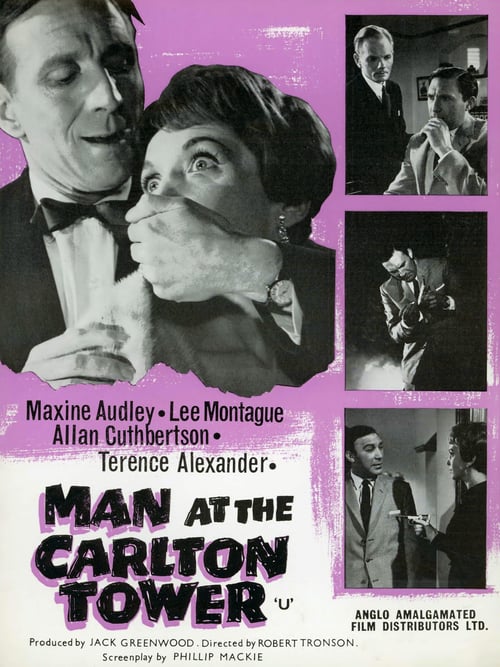 Maxine Audley • Lee Montague
Allan Cuthbertson •
Terence Alexander •
MAN AT THE
CARLTON
TOWER 'U'
ANGLO AMALGAMATED
FILM DISTRIBUTORS LTD.
Produced by JACK GREENWOOD. Directed by ROBERT TRONSON.
Screenplay by PHILLIP MACKIE